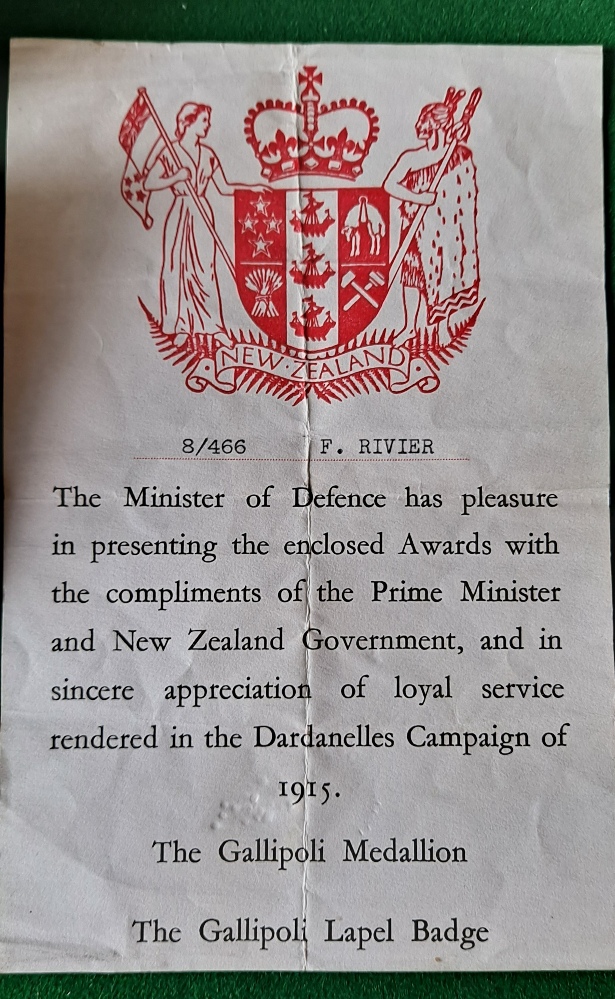 NEW·ZEALAND
8/466 F. RIVIER
The Minister of Defence has pleasure
in presenting the enclosed Awards with
the compliments of the Prime Minister
and New Zealand Government, and in
sincere appreciation of loyal service
rendered in the Dardanelles Campaign of
1915.
The Gallipoli Medallion
The Gallipoli Lapel Badge